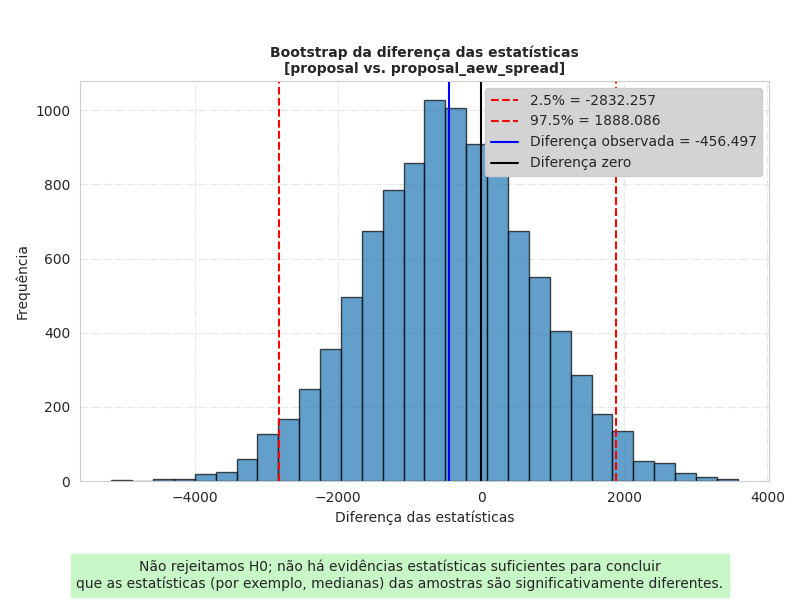 Bootstrap da diferença das estatísticas
[proposal vs. proposal_aew_spread]
2.5% = -2832.257
97.5% = 1888.086
Diferença observada = -456.497
Diferença zero
Frequência
1000
800
600
400
200
0
−4000
−2000
0
2000
4000
Diferença das estatísticas
Não rejeitamos H0; não há evidências estatísticas suficientes para concluir
que as estatísticas (por exemplo, medianas) das amostras são significativamente diferentes.